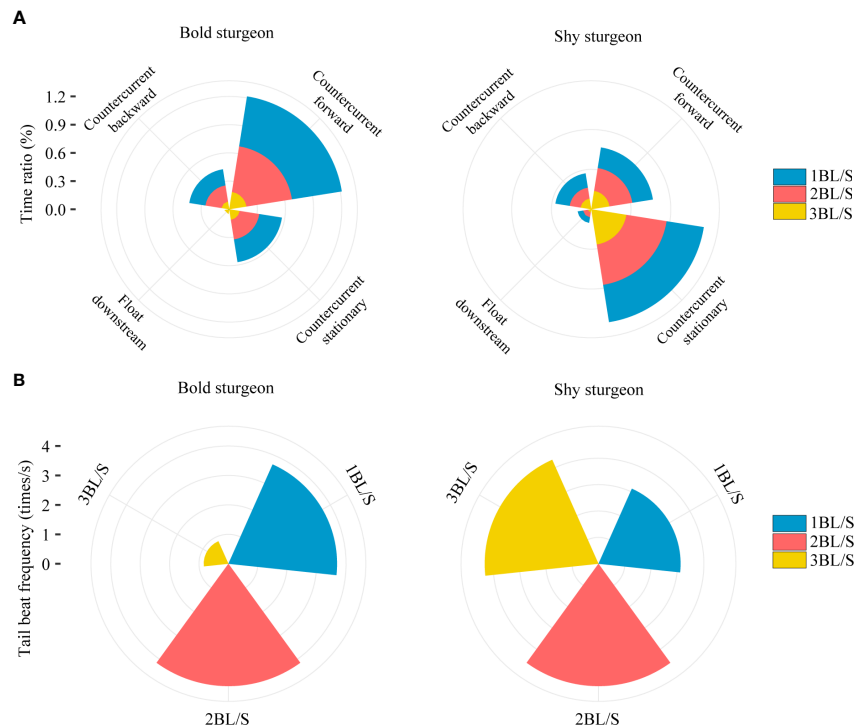 A
Bold sturgeon
Shy sturgeon
Countercurrent
backward
Countercurrent
forward
Countercurrent
backward
Countercurrent
forward
Time ratio (%)
1.2
0.9
0.6
0.3
0.0
1BL/S
2BL/S
3BL/S
Float
downstream
Countercurrent
stationary
Float
downstream
Countercurrent
stationary
B
Bold sturgeon
Shy sturgeon
Tail beat frequency (times/s)
4
3
2
1
0
3BL/S
1BL/S
2BL/S
3BL/S
1BL/S
2BL/S
1BL/S
2BL/S
3BL/S